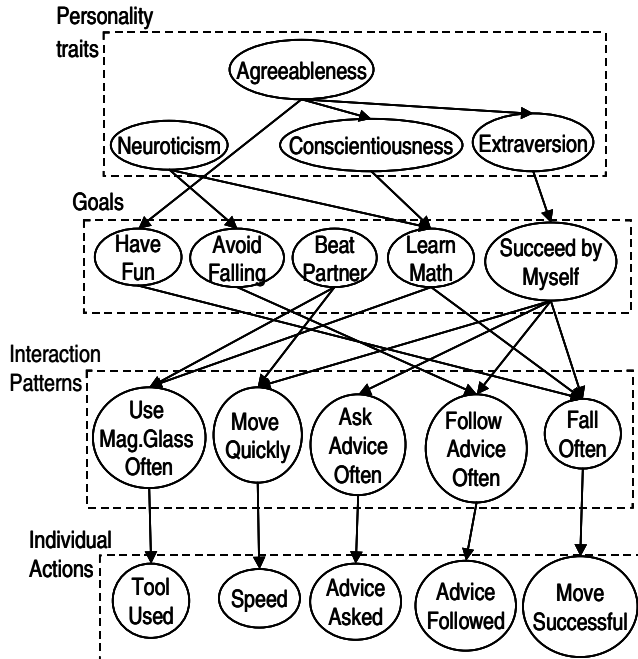 Personality
traits
Agreeableness
Neuroticism
Conscientiousness
Extraversion
Goals
Have
Fun
Avoid
Falling
Beat
Partner
Learn
Math
Succeed by
Myself
Interaction
Patterns
Use
Mag.Glass
Often
Move
Quickly
Ask
Advice
Often
Follow
Advice
Often
Fall
Often
Individual
Actions
Tool
Used
Speed
Advice
Asked
Advice
Followed
Move
Successful